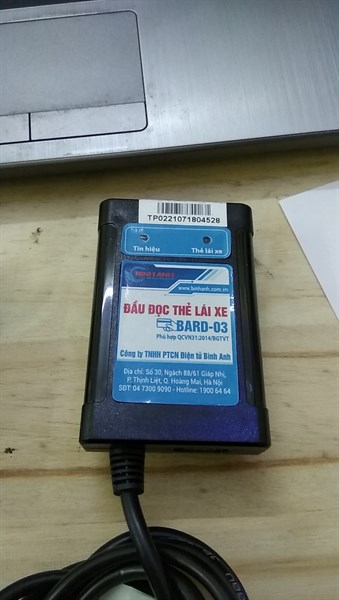 TP0221071804528
Tín hiệu
Thẻ lái xe
BINH ANH
www.binhanh.com.vn
ĐẦU ĐỌC THẺ LÁI XE
BARD-03
Phù hợp QCVN31:2014/BGTVT
Công ty TNHH PTCN Điện tử Bình Anh
Địa chỉ: Số 30, Ngách 88/61 Giáp Nhị,
P. Thịnh Liệt, Q. Hoàng Mai, Hà Nội
SĐT: 04 7300 9090 - Hotline: 1900 64 64